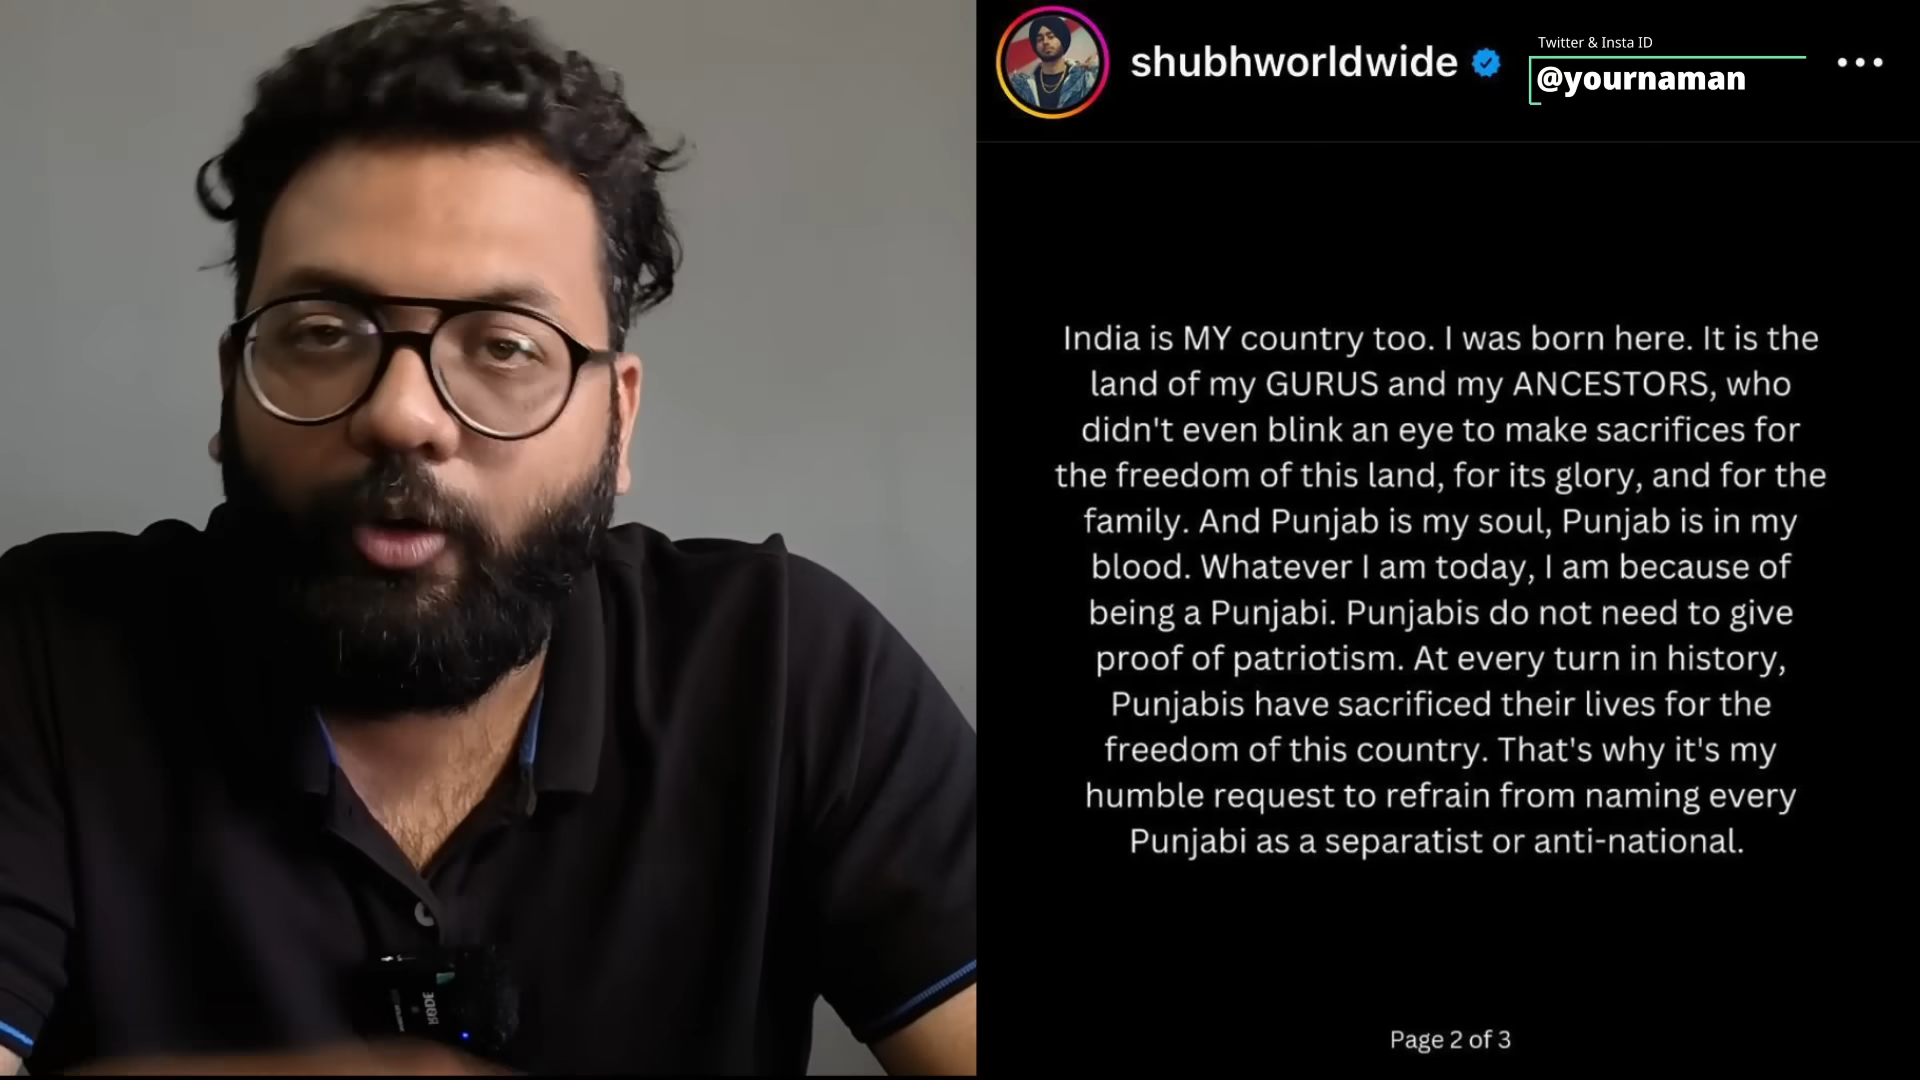 shubhworldwide
Twitter & Insta ID
@yournaman
India is MY country too. I was born here. It is the
land of my GURUS and my ANCESTORS, who
didn't even blink an eye to make sacrifices for
the freedom of this land, for its glory, and for the
family. And Punjab is my soul, Punjab is in my
blood. Whatever I am today, I am because of
being a Punjabi. Punjabis do not need to give
proof of patriotism. At every turn in history,
Punjabis have sacrificed their lives for the
freedom of this country. That's why it's my
humble request to refrain from naming every
Punjabi as a separatist or anti-national.
Page 2 of 3
RODE